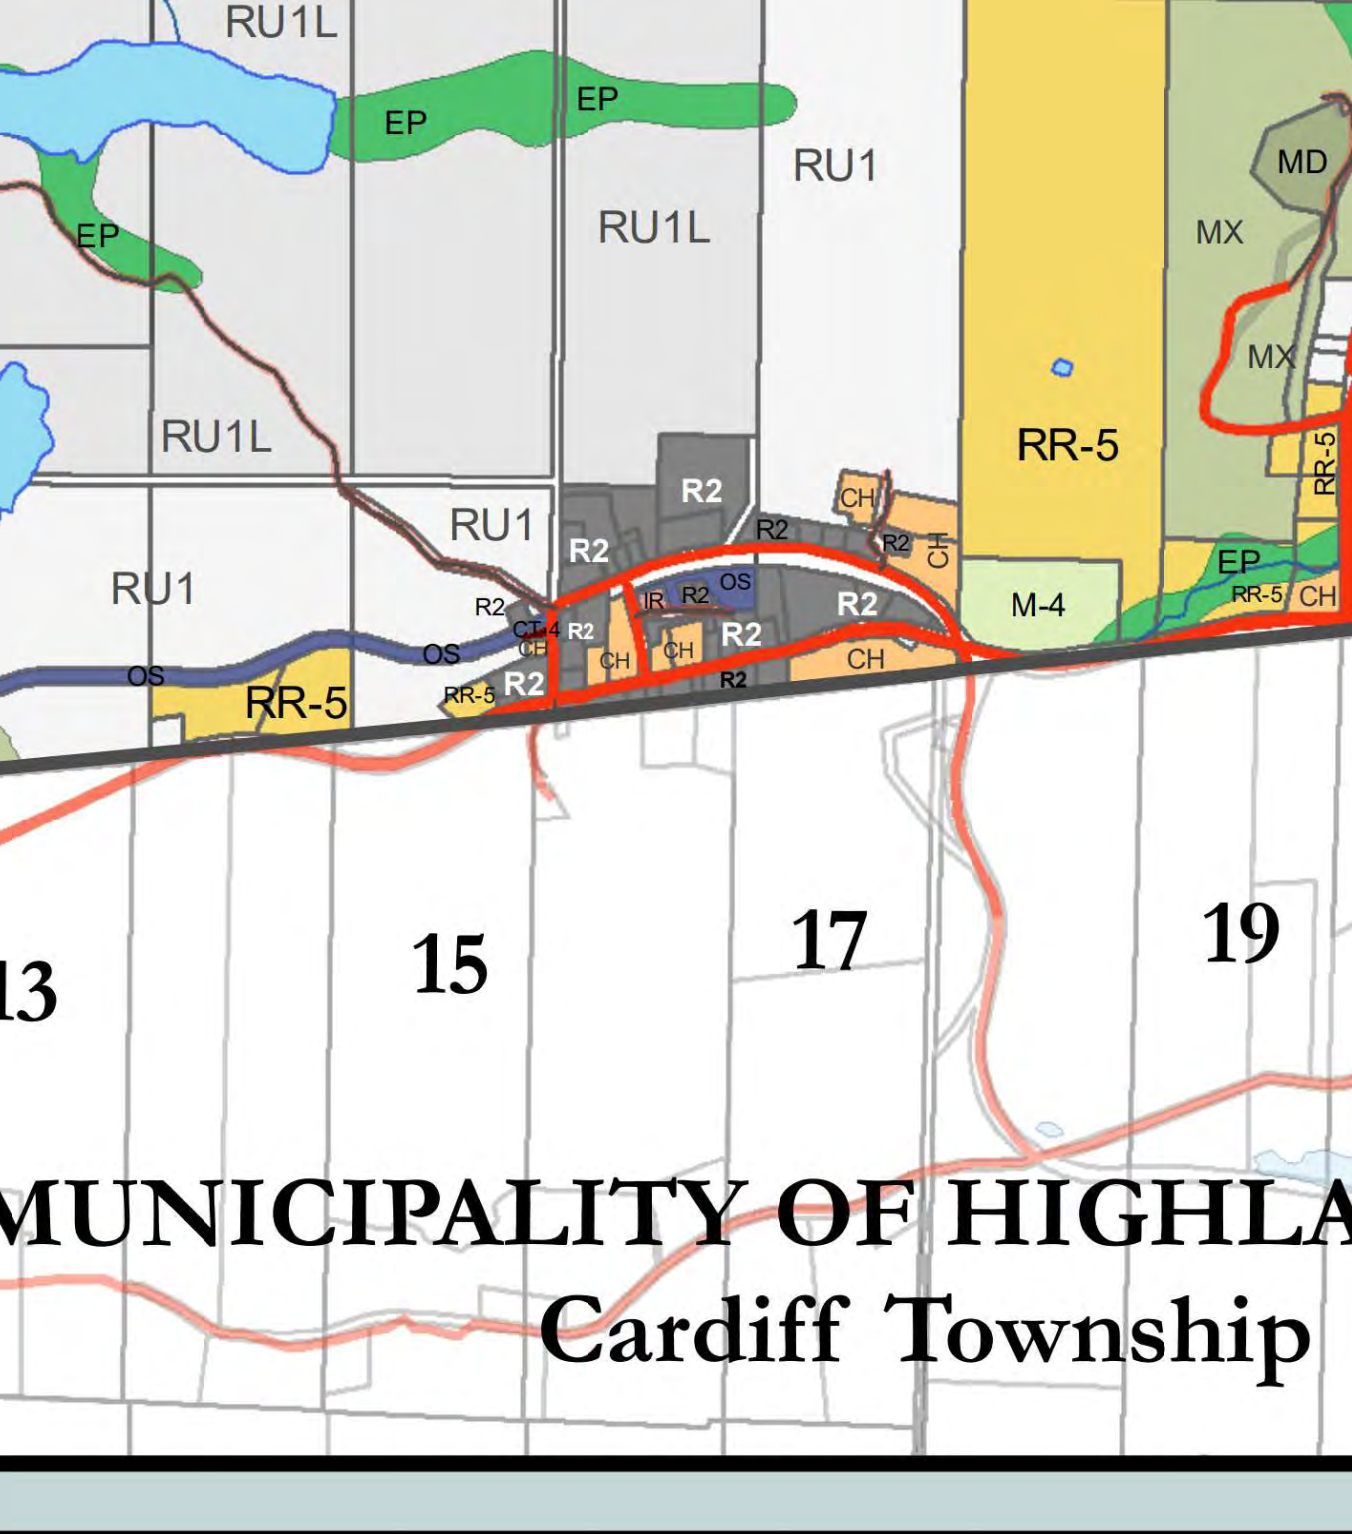 RU1L
EP
EP
RU1
MD
RU1L
MX
EP
MX
RU1L
RR-5
RR-5
R2
CH
RU1
R2
R2
R2
CH
RU1
EP
OS
R2
IR
R2
RR-5
CH
M-4
R2
CT-4
R2
R2
CH
OS
CH
CH
CH
OS
RR-5
RR-5
R2
R2
13
15
17
19
MUNICIPALITY OF HIGHLA
Cardiff Township